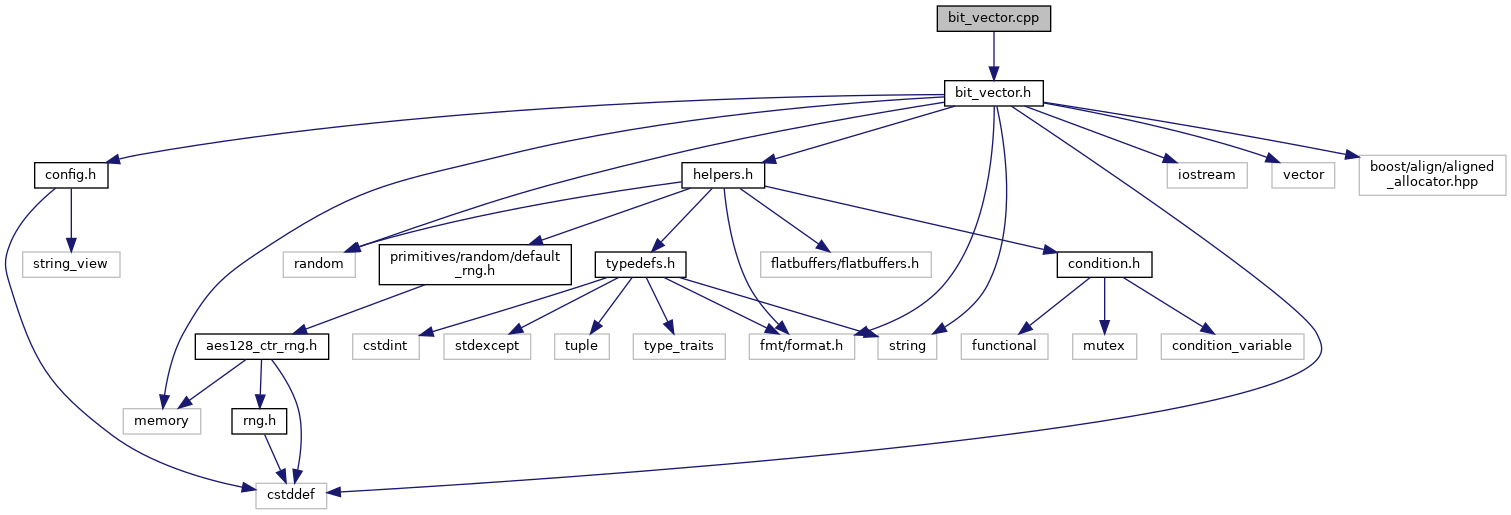 bit_vector.cpp
bit_vector.h
config.h
helpers.h
iostream
vector
boost/align/aligned
_allocator.hpp
string_view
random
primitives/random/default
_rng.h
typedefs.h
flatbuffers/flatbuffers.h
condition.h
aes128_ctr_rng.h
cstdint
stdexcept
tuple
type_traits
fmt/format.h
string
functional
mutex
condition_variable
memory
rng.h
cstddef